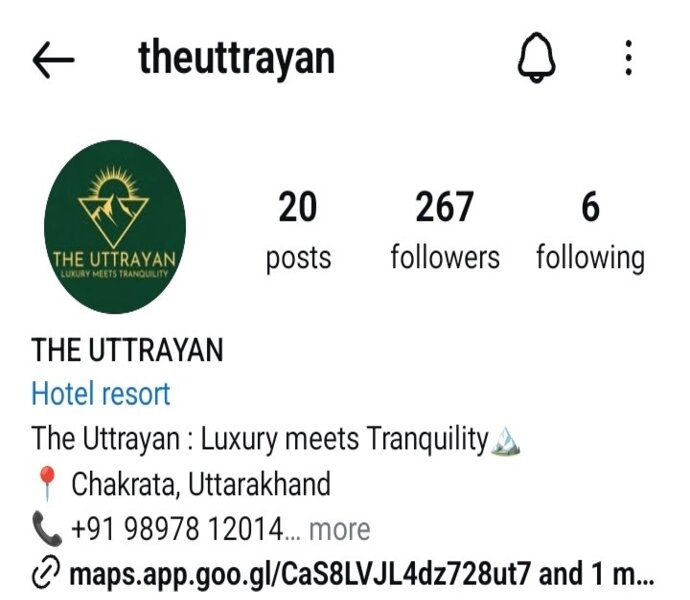 theuttrayan
THE UTTRAYAN
LUXURY MEETS TRANQUILITY
20 267 6
posts followers following
THE UTTRAYAN
Hotel resort
The Uttrayan : Luxury meets Tranquility🏔️
📍 Chakrata, Uttarakhand
📞 +91 98978 12014... more
maps.app.goo.gl/CaS8LVJL4dz728ut7 and 1 m...